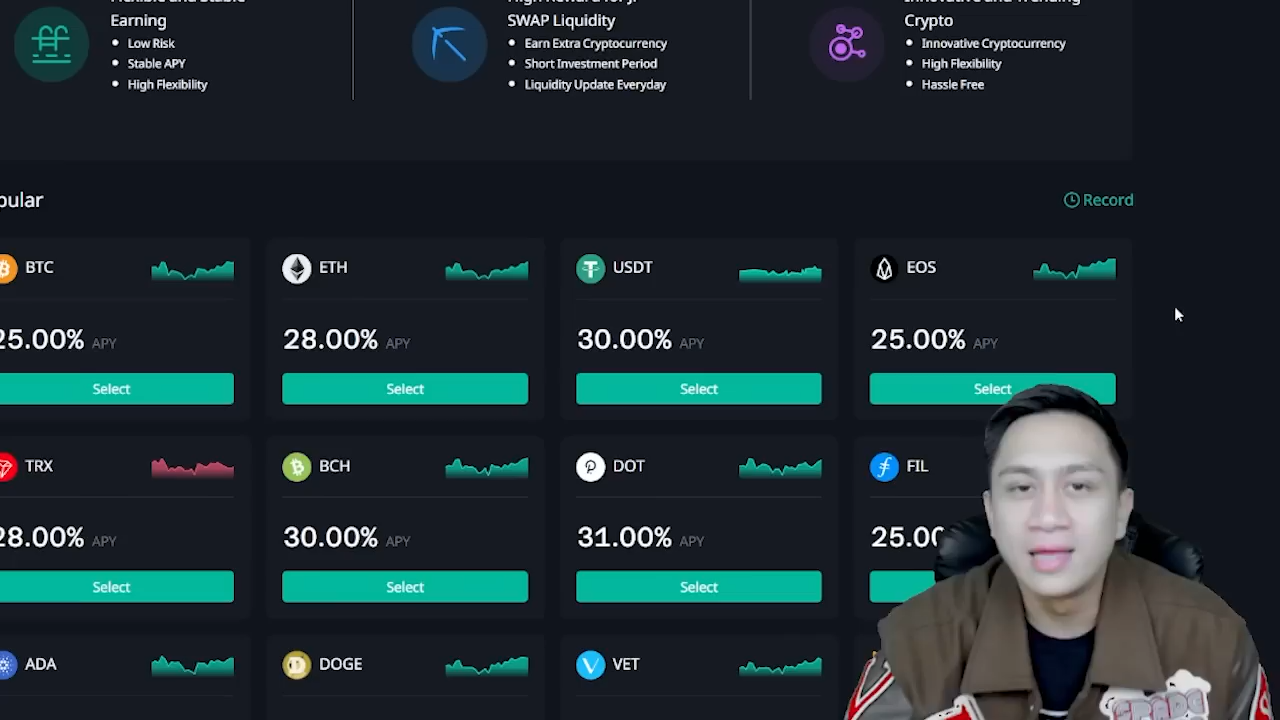 Earning
Low Risk
Stable APY
High Flexibility
SWAP Liquidity
Earn Extra Cryptocurrency
Short Investment Period
Liquidity Update Everyday
Crypto
Innovative Cryptocurrency
High Flexibility
Hassle Free
pular
Record
BTC
ETH
USDT
EOS
25.00% APY
28.00% APY
30.00% APY
25.00% APY
Select
Select
Select
Select
TRX
BCH
DOT
FIL
28.00% APY
30.00% APY
31.00% APY
25.00
Select
Select
Select
ADA
DOGE
VET